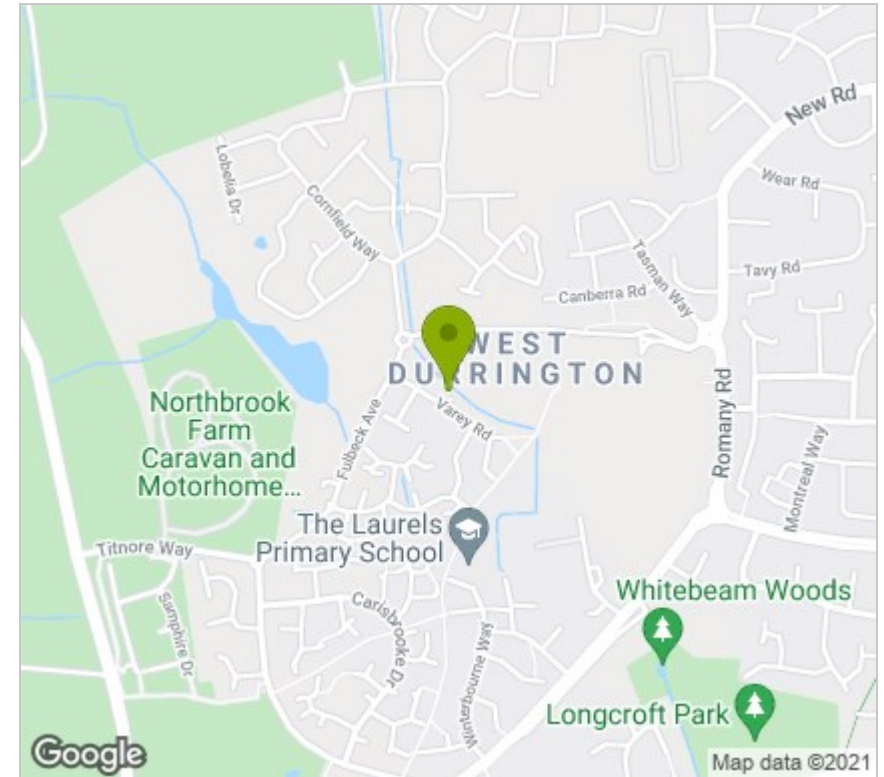 New Rd
Wear Rd
Lobelia Dr
Cornfield Way
Tasman Way
Tavy Rd
Canberra Rd
WEST
DURRINGTON
Northbrook
Farm
Caravan and
Motorhome...
Fulbeck Ave
Varey Rd
Romany Rd
Montreal Way
The Laurels
Primary School
Titnore Way
Samphire Dr
Carisbrooke Dr
Winterbourne Way
Whitebeam Woods
Longcroft Park
Google
Map data ©2021